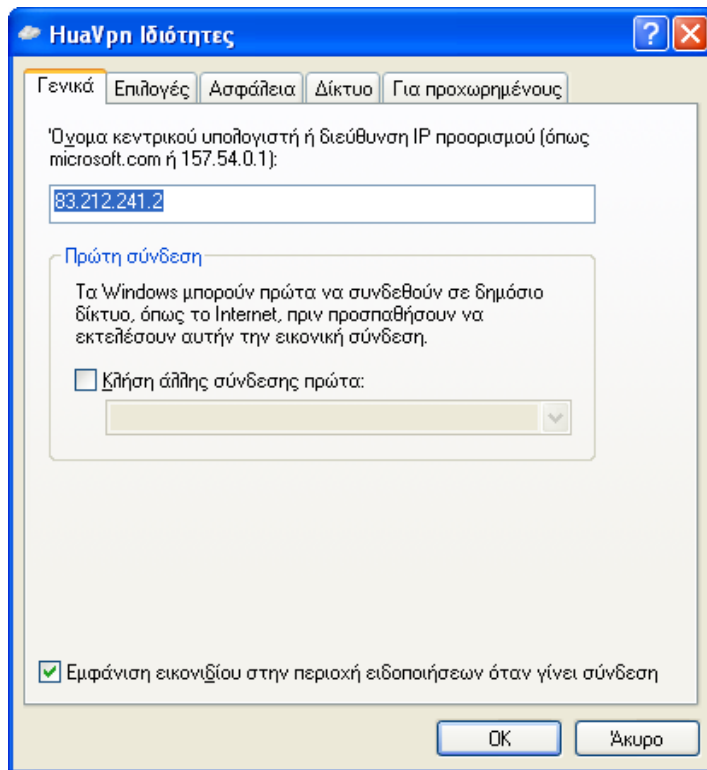 HuaVpn Ιδιότητες
Γενικά Επιλογές Ασφάλεια Δίκτυο Για προχωρημένους
Όνομα κεντρικού υπολογιστή ή διεύθυνση IP προορισμού (όπως
microsoft.com ή 157.54.0.1):
83.212.241.2
Πρώτη σύνδεση
Τα Windows μπορούν πρώτα να συνδεθούν σε δημόσιο
δίκτυο, όπως το Internet, πριν προσπαθήσουν να
εκτελέσουν αυτήν την εικονική σύνδεση.
Κλήση άλλης σύνδεσης πρώτα:
Εμφάνιση εικονιδίου στην περιοχή ειδοποιήσεων όταν γίνει σύνδεση
OK Άκυρο